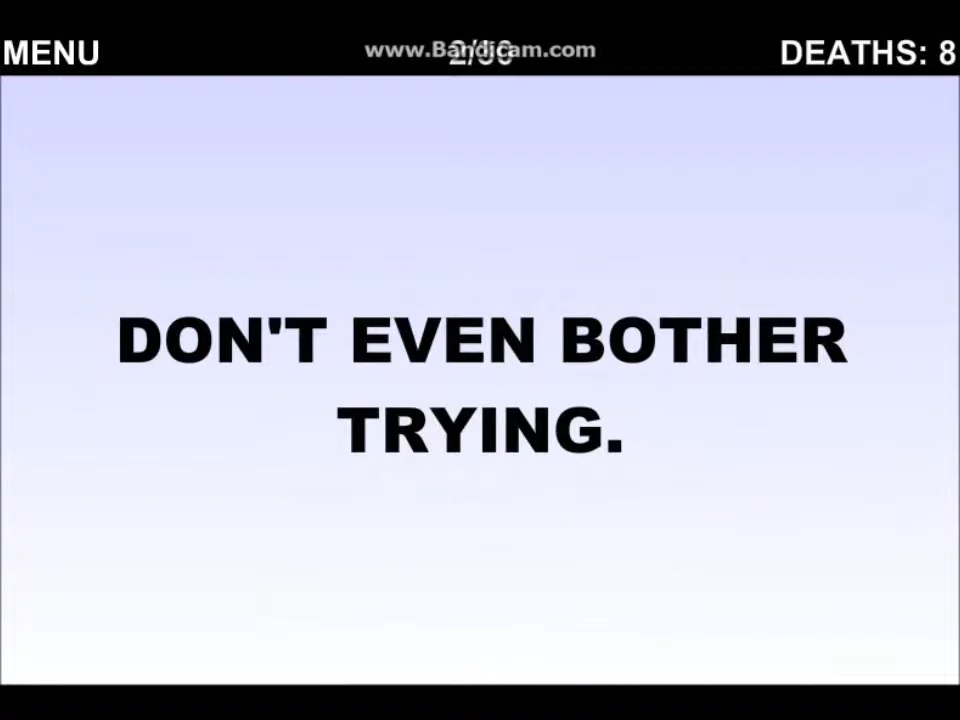 MENU
www.Bandicam.com
DEATHS: 8
DON'T EVEN BOTHER
TRYING.